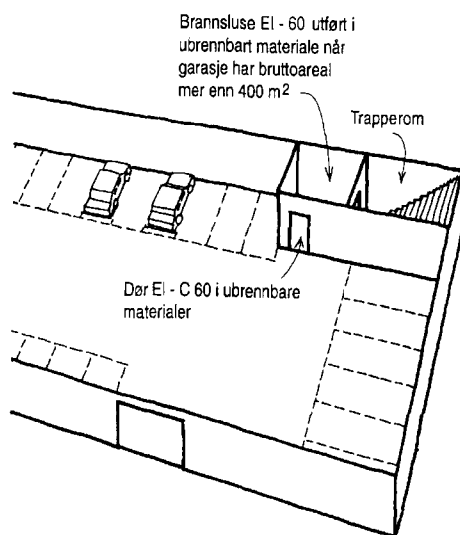 Brannsluse EI - 60 utført i
ubrennbart materiale når
garasje har bruttoareal
mer enn 400 m²
Trapperom
Dør EI - C 60 i ubrennbare
materialer